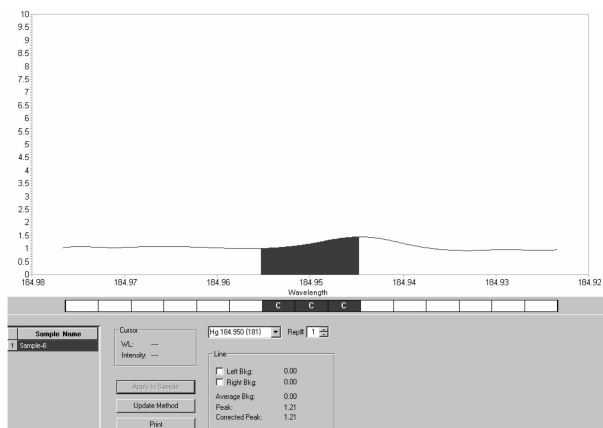 10
9.5
9
8.5
8
7.5
7
6.5
6
5.5
5
4.5
4
3.5
3
2.5
2
1.5
1
0.5
0
184.98 184.97 184.96 184.95 184.94 184.93 184.92
Wavelength
C C C
Sample Name
1 Sample-6
Cursor
WL: ---
Intensity: ---
Apply to Sample
Update Method
Print
Hg 184.950 (181) Rep# 1
Line
Left Bkg: 0.00
Right Bkg: 0.00
Average Bkg: 0.00
Peak: 1.21
Corrected Peak: 1.21